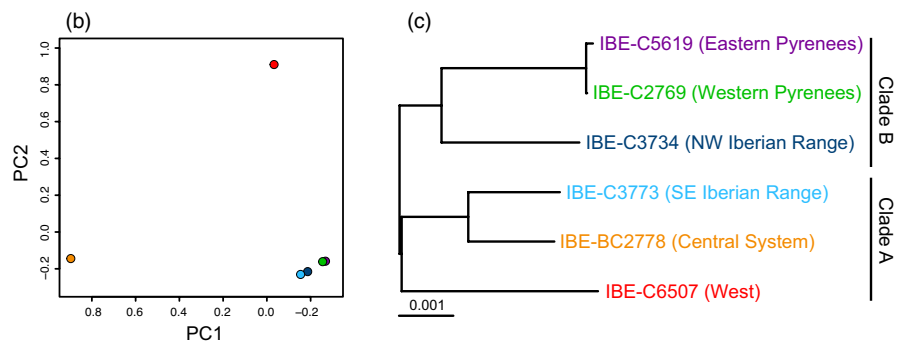 (b)
1.0
0.8
0.6
0.4
0.2
0.0
−0.2
PC2
0.8 0.6 0.4 0.2 0.0 −0.2
PC1
(c)
IBE-C5619 (Eastern Pyrenees)
IBE-C2769 (Western Pyrenees)
IBE-C3734 (NW Iberian Range)
Clade B
IBE-C3773 (SE Iberian Range)
IBE-BC2778 (Central System)
IBE-C6507 (West)
Clade A
0.001